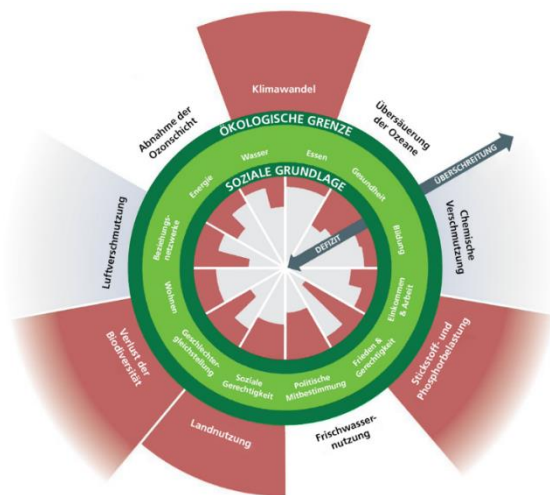 Klimawandel
Übersäuerung
der Ozeane
ÜBERSCHREITUNG
Chemische
Verschmutzung
Stickstoff- und
Phosphorbelastung
Frischwasser-
nutzung
Landnutzung
Verlust der
Biodiversität
Luftverschmutzung
Abnahme der
Ozonschicht
ÖKOLOGISCHE GRENZE
Wasser
Essen
Gesundheit
Bildung
Einkommen
& Arbeit
Frieden &
Gerechtigkeit
Politische
Mitbestimmung
Soziale
Gerechtigkeit
Geschlechter-
gleichstellung
Wohnen
Beziehungs-
netzwerke
Energie
SOZIALE GRUNDLAGE
DEFIZIT